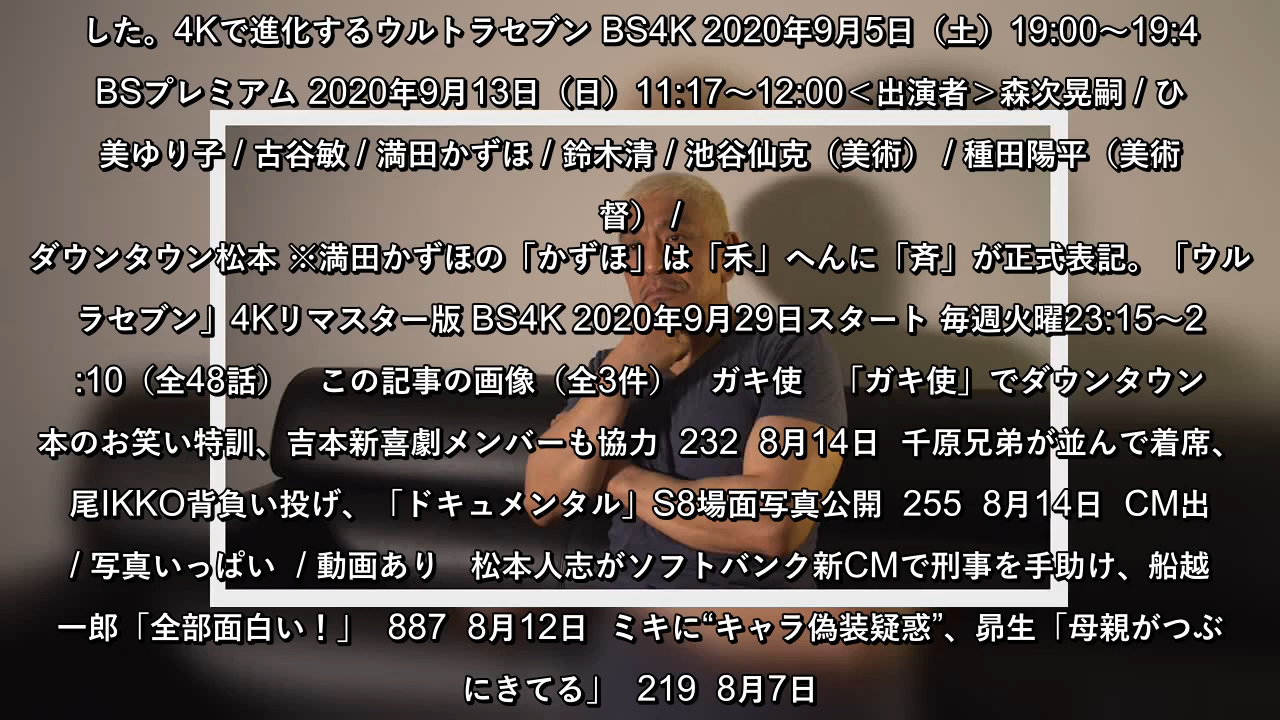 した。4Kで進化するウルトラセブン BS4K 2020年9月5日（土）19:00～19:4
BSプレミアム 2020年9月13日（日）11:17～12:00＜出演者＞森次晃嗣 / ひ
美ゆり子 / 古谷敏 / 満田かずほ / 鈴木清 / 池谷仙克（美術） / 種田陽平（美術
督） /
ダウンタウン松本 ※満田かずほの「かずほ」は「禾」へんに「斉」が正式表記。「ウル
ラセブン」4Kリマスター版 BS4K 2020年9月29日スタート 毎週火曜23:15～2
:10（全48話） この記事の画像（全3件） ガキ使 「ガキ使」でダウンタウン
本のお笑い特訓、吉本新喜劇メンバーも協力 232 8月14日 千原兄弟が並んで着席、
尾IKKO背負い投げ、「ドキュメンタル」S8場面写真公開 255 8月14日 CM出
/ 写真いっぱい / 動画あり 松本人志がソフトバンク新CMで刑事を手助け、船越
一郎「全部面白い！」 887 8月12日 ミキに“キャラ偽装疑惑”、昴生「母親がつぶ
にきてる」 219 8月7日